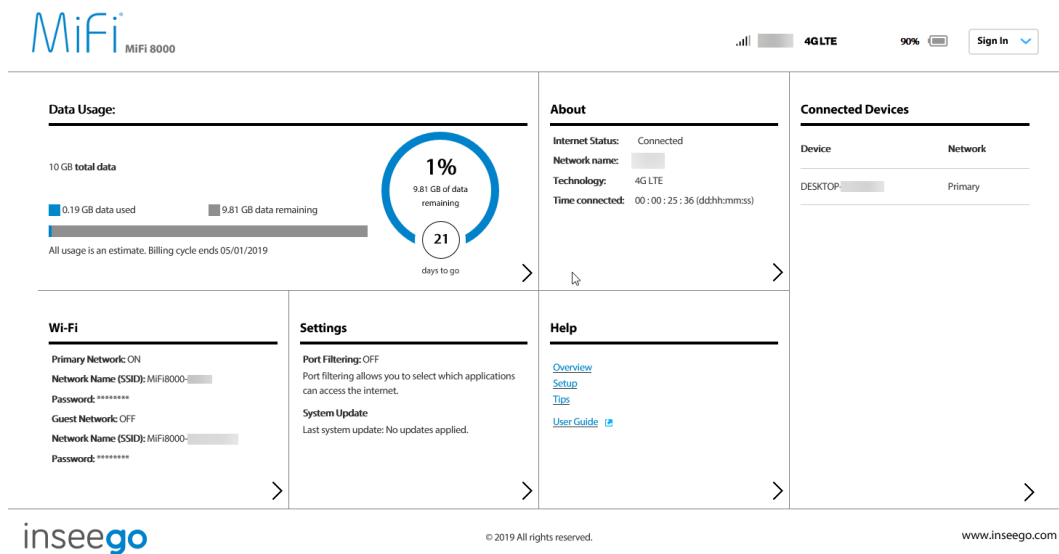 MiFi MiFi 8000
4G LTE
90%
Sign In
Data Usage:
10 GB total data
0.19 GB data used
9.81 GB data remaining
All usage is an estimate. Billing cycle ends 05/01/2019
1%
9.81 GB of data
remaining
21
days to go
About
Internet Status: Connected
Network name:
Technology: 4G LTE
Time connected: 00 : 00 : 25 : 36 (dd:hh:mm:ss)
Connected Devices
Device Network
DESKTOP- Primary
Wi-Fi
Primary Network: ON
Network Name (SSID): MiFi8000-
Password: ********
Guest Network: OFF
Network Name (SSID): MiFi8000-
Password: ********
Settings
Port Filtering: OFF
Port filtering allows you to select which applications
can access the internet.
System Update
Last system update: No updates applied.
Help
Overview
Setup
Tips
User Guide
inseego
© 2019 All rights reserved.
www.inseego.com